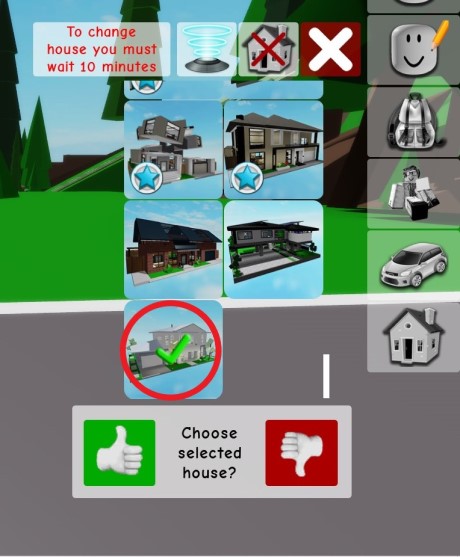 To change
house you must
wait 10 minutes
Choose
selected
house?